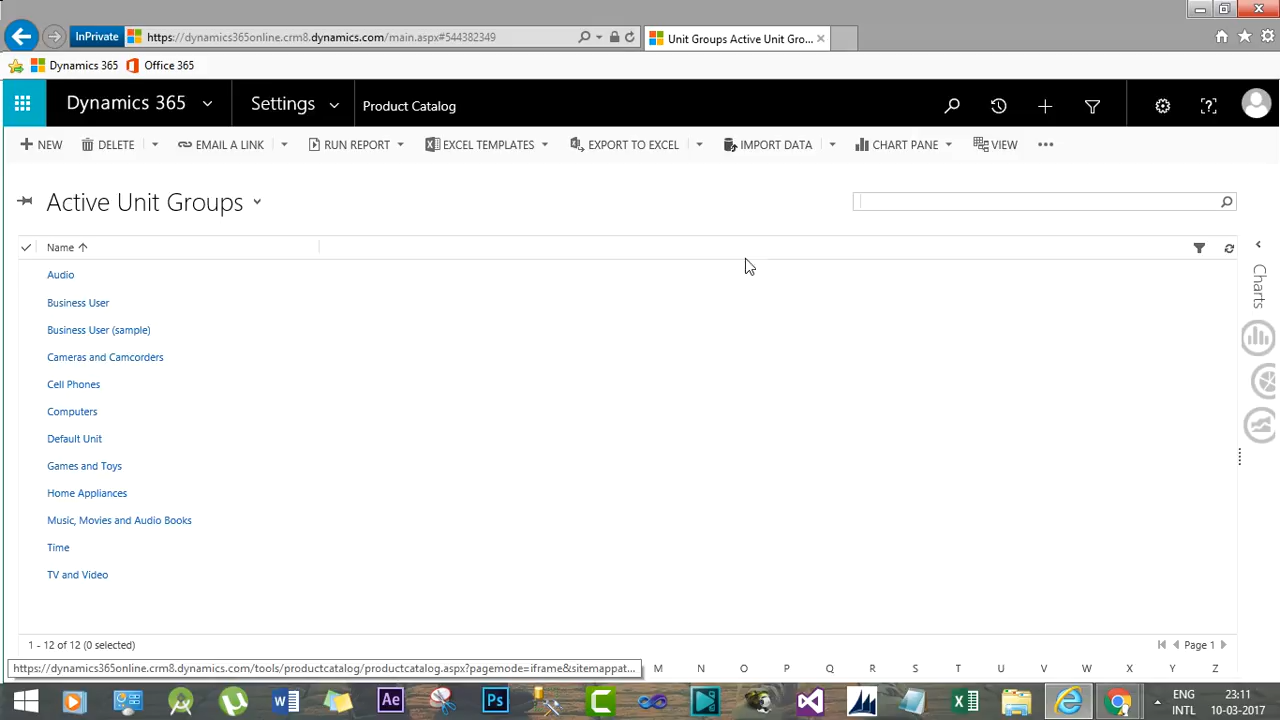 InPrivate https://dynamics365online.crm8.dynamics.com/main.aspx#544382349 Unit Groups Active Unit Gro...
Dynamics 365 Office 365
Dynamics 365 Settings Product Catalog
NEW DELETE EMAIL A LINK RUN REPORT EXCEL TEMPLATES EXPORT TO EXCEL IMPORT DATA CHART PANE VIEW
Active Unit Groups
Name
Audio
Business User
Business User (sample)
Cameras and Camcorders
Cell Phones
Computers
Default Unit
Games and Toys
Home Appliances
Music, Movies and Audio Books
Time
TV and Video
Charts
1 - 12 of 12 (0 selected) Page 1
https://dynamics365online.crm8.dynamics.com/tools/productcatalog/productcatalog.aspx?pagemode=iframe&sitemappat... M N O P Q R S T U V W X Y Z
Ae Ps ENG 23:11
INTL 10-03-2017